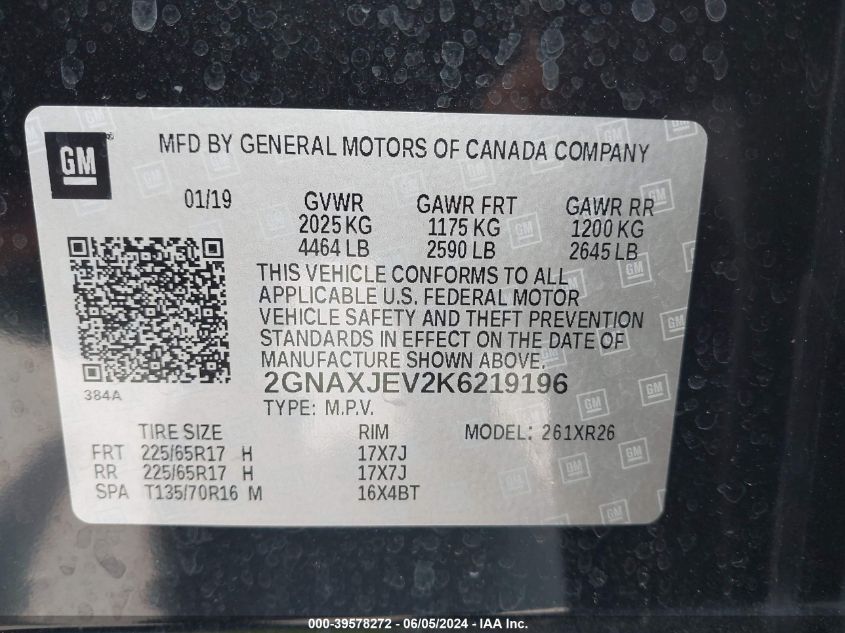 GM
MFD BY GENERAL MOTORS OF CANADA COMPANY
01/19 GVWR GAWR FRT GAWR RR
2025 KG 1175 KG 1200 KG
4464 LB 2590 LB 2645 LB
THIS VEHICLE CONFORMS TO ALL
APPLICABLE U.S. FEDERAL MOTOR
VEHICLE SAFETY AND THEFT PREVENTION
STANDARDS IN EFFECT ON THE DATE OF
MANUFACTURE SHOWN ABOVE.
2GNAXJEV2K6219196
384A
TYPE: M.P.V.
TIRE SIZE RIM MODEL: 261XR26
FRT 225/65R17 H 17X7J
RR 225/65R17 H 17X7J
SPA T135/70R16 M 16X4BT
000-39578272 - 06/05/2024 - IAA Inc.